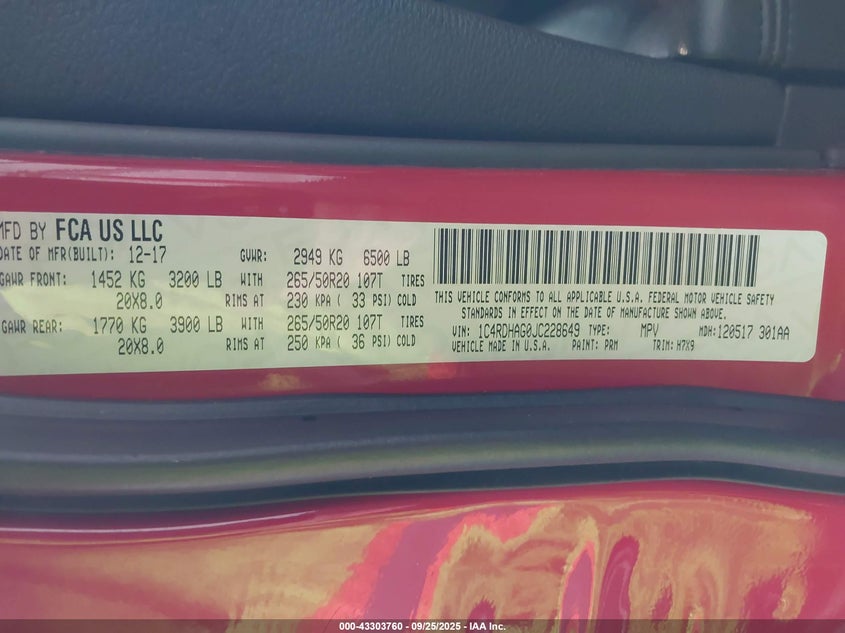 MFD BY FCA US LLC
DATE OF MFR(BUILT): 12-17 GVWR: 2949 KG 6500 LB
GAWR FRONT: 1452 KG 3200 LB WITH 265/50R20 107T TIRES
20X8.0 RIMS AT 230 KPA ( 33 PSI) COLD
GAWR REAR: 1770 KG 3900 LB WITH 265/50R20 107T TIRES
20X8.0 RIMS AT 250 KPA ( 36 PSI) COLD
THIS VEHICLE CONFORMS TO ALL APPLICABLE U.S.A. FEDERAL MOTOR VEHICLE SAFETY
STANDARDS IN EFFECT ON THE DATE OF MANUFACTURE SHOWN ABOVE.
VIN: 1C4RDHAG0JC228649 TYPE: MPV MDH: 120517 301AA
VEHICLE MADE IN U.S.A. PAINT: PRM TRIM: H7X9
000-43303760 - 09/25/2025 - IAA Inc.